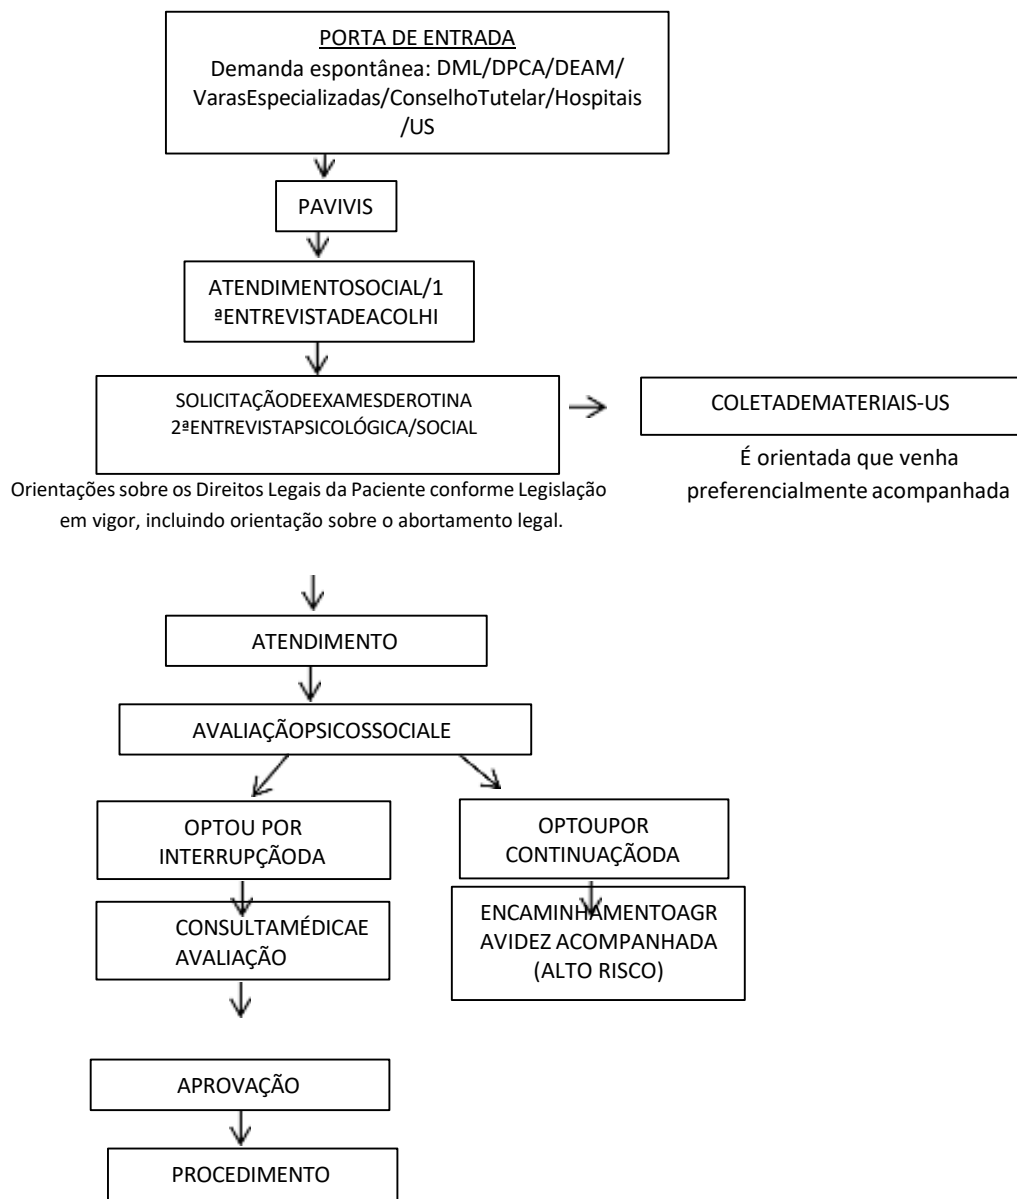 PORTA DE ENTRADA
Demanda espontânea: DML/DPCA/DEAM/
VarasEspecializadas/ConselhoTutelar/Hospitais
/US
PAVIVIS
ATENDIMENTOSOCIAL/1
ªENTREVISTADEACOLHI
SOLICITAÇÃODEEXAMESDEROTINA
2ªENTREVISTAPSICOLÓGICA/SOCIAL
COLETADEMATERIAIS-US
É orientada que venha
preferencialmente acompanhada
Orientações sobre os Direitos Legais da Paciente conforme Legislação
em vigor, incluindo orientação sobre o abortamento legal.
ATENDIMENTO
AVALIAÇÃOPSICOSSOCIALE
OPTOU POR
INTERRUPÇÃODA
OPTOUPOR
CONTINUAÇÃODA
CONSULTAMÉDICAE
AVALIAÇÃO
ENCAMINHAMENTOAGR
AVIDEZ ACOMPANHADA
(ALTO RISCO)
APROVAÇÃO
PROCEDIMENTO